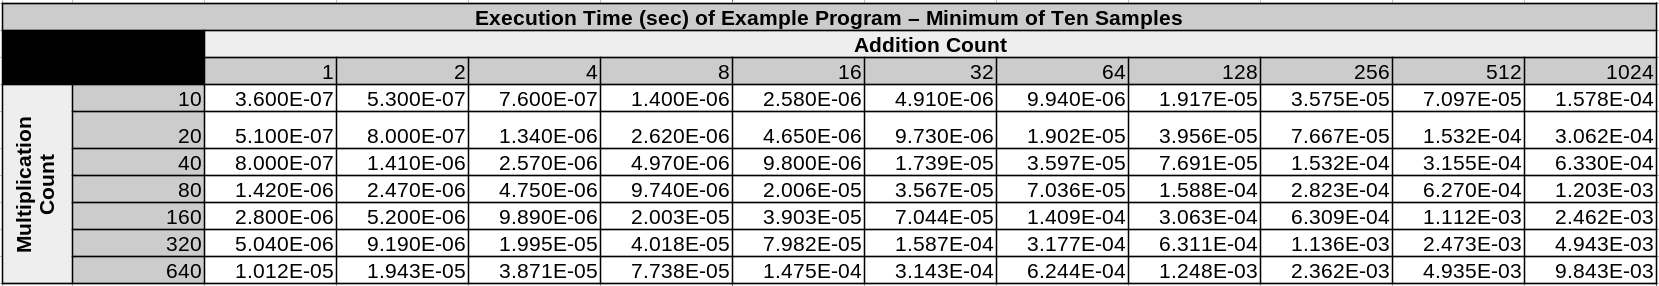 Execution Time (sec) of Example Program – Minimum of Ten Samples
Addition Count
1 2 4 8 16 32 64 128 256 512 1024
Multiplication
Count
10 3.600E-07 5.300E-07 7.600E-07 1.400E-06 2.580E-06 4.910E-06 9.940E-06 1.917E-05 3.575E-05 7.097E-05 1.578E-04
20 5.100E-07 8.000E-07 1.340E-06 2.620E-06 4.650E-06 9.730E-06 1.902E-05 3.956E-05 7.667E-05 1.532E-04 3.062E-04
40 8.000E-07 1.410E-06 2.570E-06 4.970E-06 9.800E-06 1.739E-05 3.597E-05 7.691E-05 1.532E-04 3.155E-04 6.330E-04
80 1.420E-06 2.470E-06 4.750E-06 9.740E-06 2.006E-05 3.567E-05 7.036E-05 1.588E-04 2.823E-04 6.270E-04 1.203E-03
160 2.800E-06 5.200E-06 9.890E-06 2.003E-05 3.903E-05 7.044E-05 1.409E-04 3.063E-04 6.309E-04 1.112E-03 2.462E-03
320 5.040E-06 9.190E-06 1.995E-05 4.018E-05 7.982E-05 1.587E-04 3.177E-04 6.311E-04 1.136E-03 2.473E-03 4.943E-03
640 1.012E-05 1.943E-05 3.871E-05 7.738E-05 1.475E-04 3.143E-04 6.244E-04 1.248E-03 2.362E-03 4.935E-03 9.843E-03